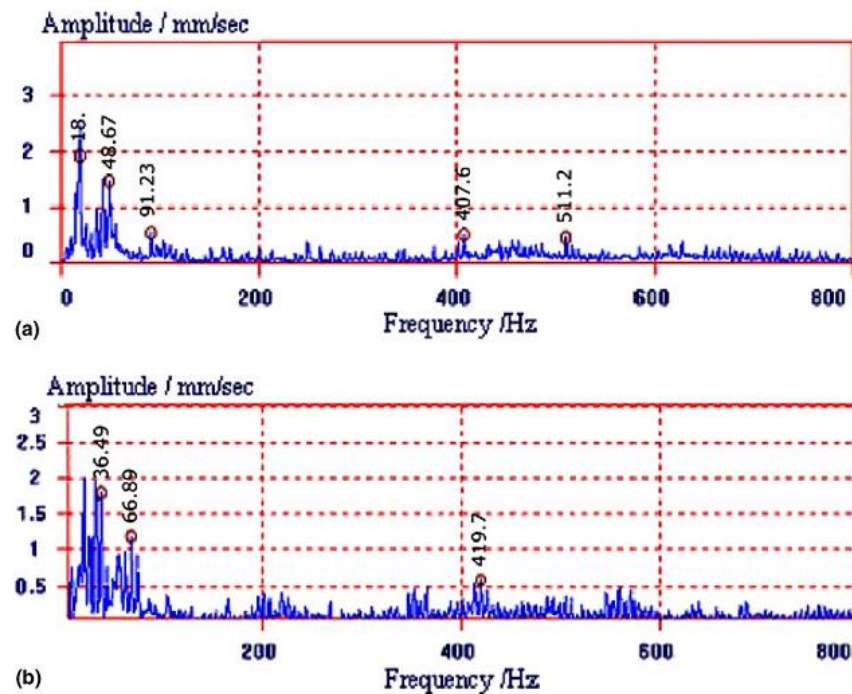 Amplitude / mm/sec
3
2
1
0
18.
48.67
91.23
407.6
511.2
0 200 400 600 800
(a)
Frequency /Hz
Amplitude / mm/sec
3
2.5
2
1.5
1
0.5
36.49
66.89
419.7
200 400 600 800
(b)
Frequency /Hz